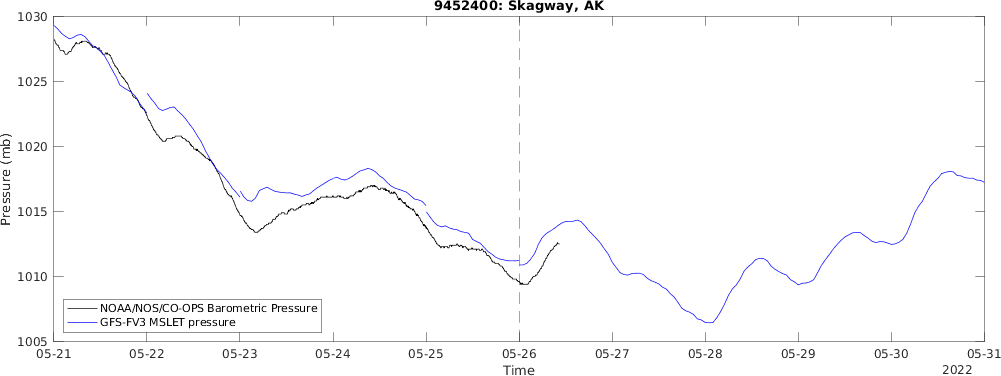 9452400: Skagway, AK
Pressure (mb)
1030
1025
1020
1015
1010
1005
NOAA/NOS/CO-OPS Barometric Pressure
GFS-FV3 MSLET pressure
05-21 05-22 05-23 05-24 05-25 05-26 05-27 05-28 05-29 05-30 05-31
Time
2022